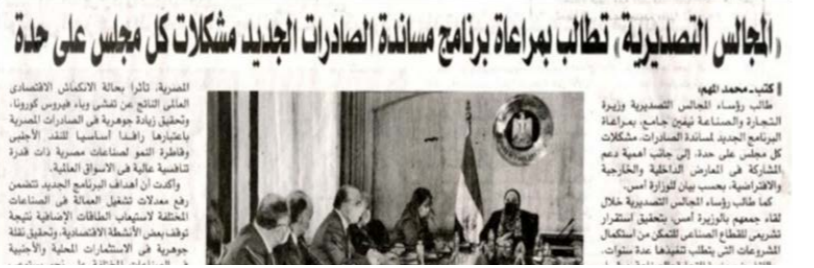 «المجالس التصديرية» تطالب بمراعاة برنامج مساندة الصادرات الجديد مشكلات كل مجلس على حدة
كتب ـ محمد المهم:
طالب رؤساء المجالس التصديرية وزيرة
التجارة والصناعة نيفين جامع، بمراعاة
البرنامج الجديد لمساندة الصادرات، مشكلات
كل مجلس على حدة، إلى جانب أهمية دعم
المشاركة فى المعارض الداخلية والخارجية
والافتراضية، بحسب بيان للوزارة أمس.
كما طالب رؤساء المجالس التصديرية خلال
لقاء جمعهم بالوزيرة أمس، بتحقيق استقرار
تشريعى للقطاع الصناعى للتمكن من استكمال
المشروعات التى يتطلب تنفيذها عدة سنوات،
المصرية، تأثرا بحالة الانكماش الاقتصادى
العالمى الناتج عن تفشى وباء فيروس كورونا،
وتحقيق زيادة جوهرية فى الصادرات المصرية
باعتبارها رافدا أساسيا للنقد الأجنبى
وقاطرة النمو لصناعات مصرية ذات قدرة
تنافسية عالية فى الأسواق العالمية.
وأكدت أن أهداف البرنامج الجديد تتضمن
رفع معدلات تشغيل العمالة فى الصناعات
المختلفة لاستيعاب الطاقات الإضافية نتيجة
توقف بعض الأنشطة الاقتصادية، وتحقيق نقلة
جوهرية فى الاستثمارات المحلية والأجنبية